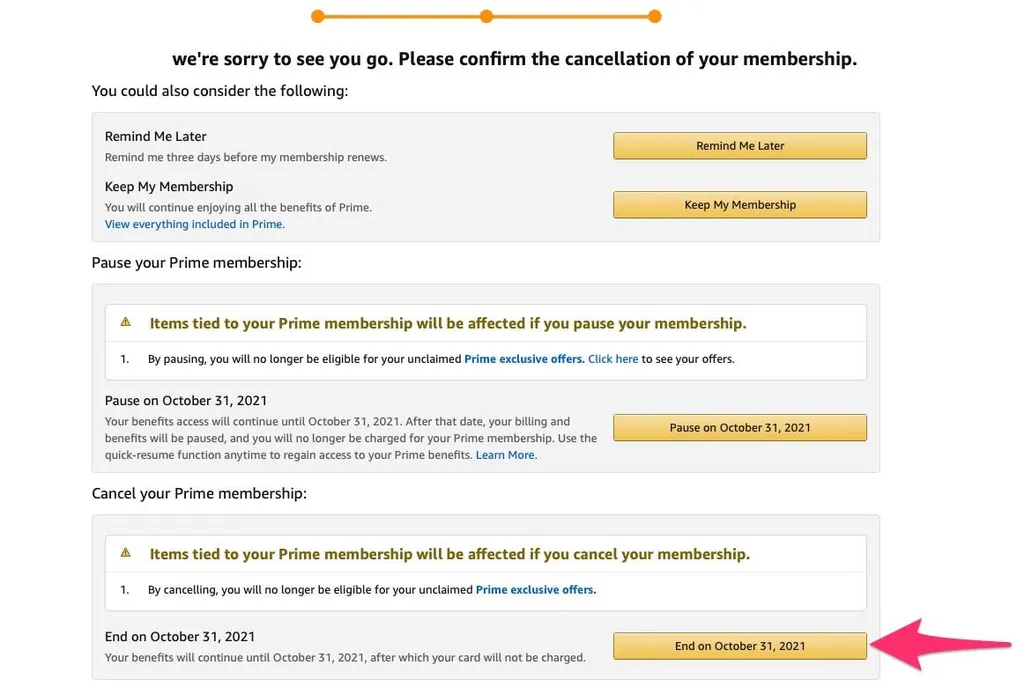 we're sorry to see you go. Please confirm the cancellation of your membership.
You could also consider the following:
Remind Me Later
Remind me three days before my membership renews.
Remind Me Later
Keep My Membership
You will continue enjoying all the benefits of Prime.
View everything included in Prime.
Keep My Membership
Pause your Prime membership:
Items tied to your Prime membership will be affected if you pause your membership.
1. By pausing, you will no longer be eligible for your unclaimed Prime exclusive offers. Click here to see your offers.
Pause on October 31, 2021
Your benefits access will continue until October 31, 2021. After that date, your billing and
benefits will be paused, and you will no longer be charged for your Prime membership. Use the
quick-resume function anytime to regain access to your Prime benefits. Learn More.
Pause on October 31, 2021
Cancel your Prime membership:
Items tied to your Prime membership will be affected if you cancel your membership.
1. By cancelling, you will no longer be eligible for your unclaimed Prime exclusive offers.
End on October 31, 2021
Your benefits will continue until October 31, 2021, after which your card will not be charged.
End on October 31, 2021